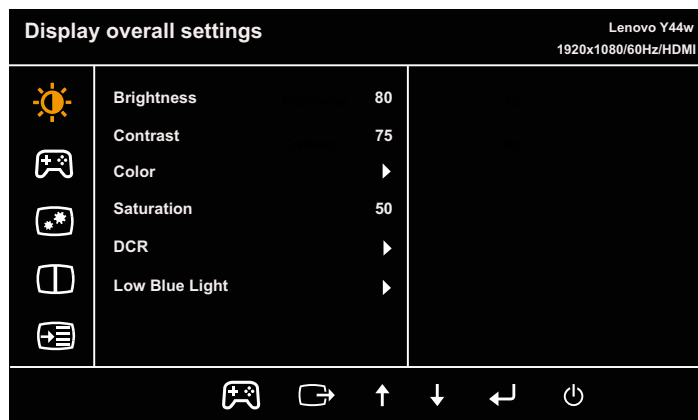 Display overall settings
Lenovo Y44w
1920x1080/60Hz/HDMI
Brightness 80
Contrast 75
Color
Saturation 50
DCR
Low Blue Light